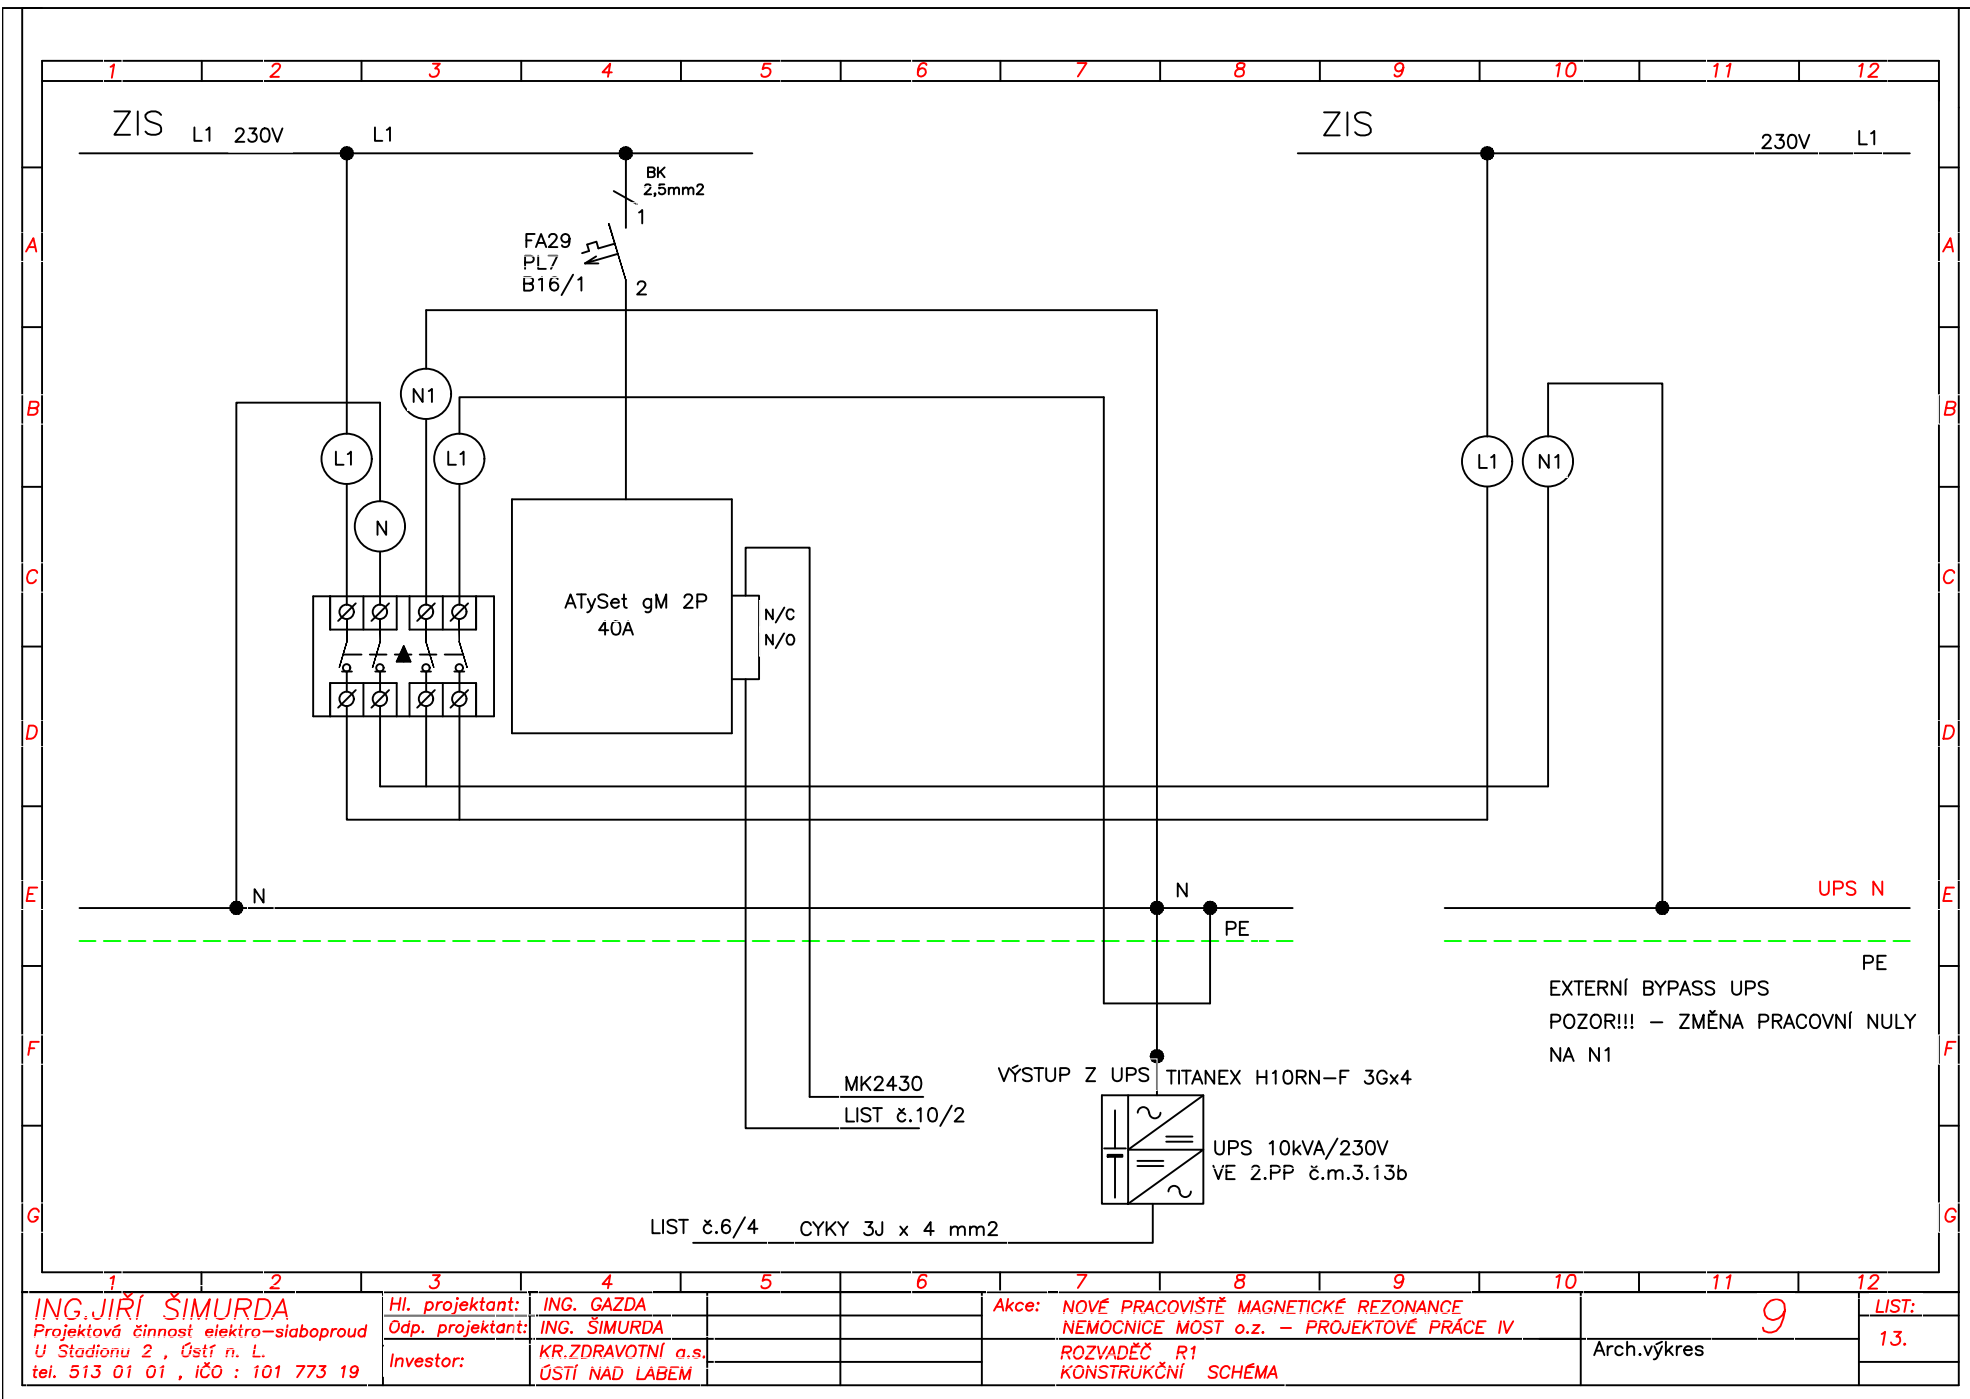 1 2 3 4 5 6 7 8 9 10 11 12
ZIS L1 230V L1
ZIS 230V L1
BK
2,5mm2
1
A A
FA29
PL7
B16/1
2
B B
N1
L1 L1
L1 N1
N
C C
ATySet gM 2P
40A
N/C
N/O
D D
E E
N
N
UPS N
PE
PE
EXTERNÍ BYPASS UPS
POZOR!!! – ZMĚNA PRACOVNÍ NULY
NA N1
F F
VÝSTUP Z UPS TITANEX H10RN–F 3Gx4
MK2430
LIST č.10/2
UPS 10kVA/230V
VE 2.PP č.m.3.13b
G G
LIST č.6/4 CYKY 3J x 4 mm2
1 2 3 4 5 6 7 8 9 10 11 12
ING.JIŘÍ ŠIMURDA
Projektová činnost elektro–slaboproud
U Stadionu 2 , Ústí n. L.
tel. 513 01 01 , IČO : 101 773 19
Hl. projektant: ING. GAZDA
Odp. projektant: ING. ŠIMURDA
Investor: KR.ZDRAVOTNÍ a.s.
ÚSTÍ NAD LABEM
Akce: NOVÉ PRACOVIŠTĚ MAGNETICKÉ REZONANCE
NEMOCNICE MOST o.z. – PROJEKTOVÉ PRÁCE IV
ROZVADĚČ R1
KONSTRUKČNÍ SCHÉMA
9
Arch.výkres
LIST:
13.